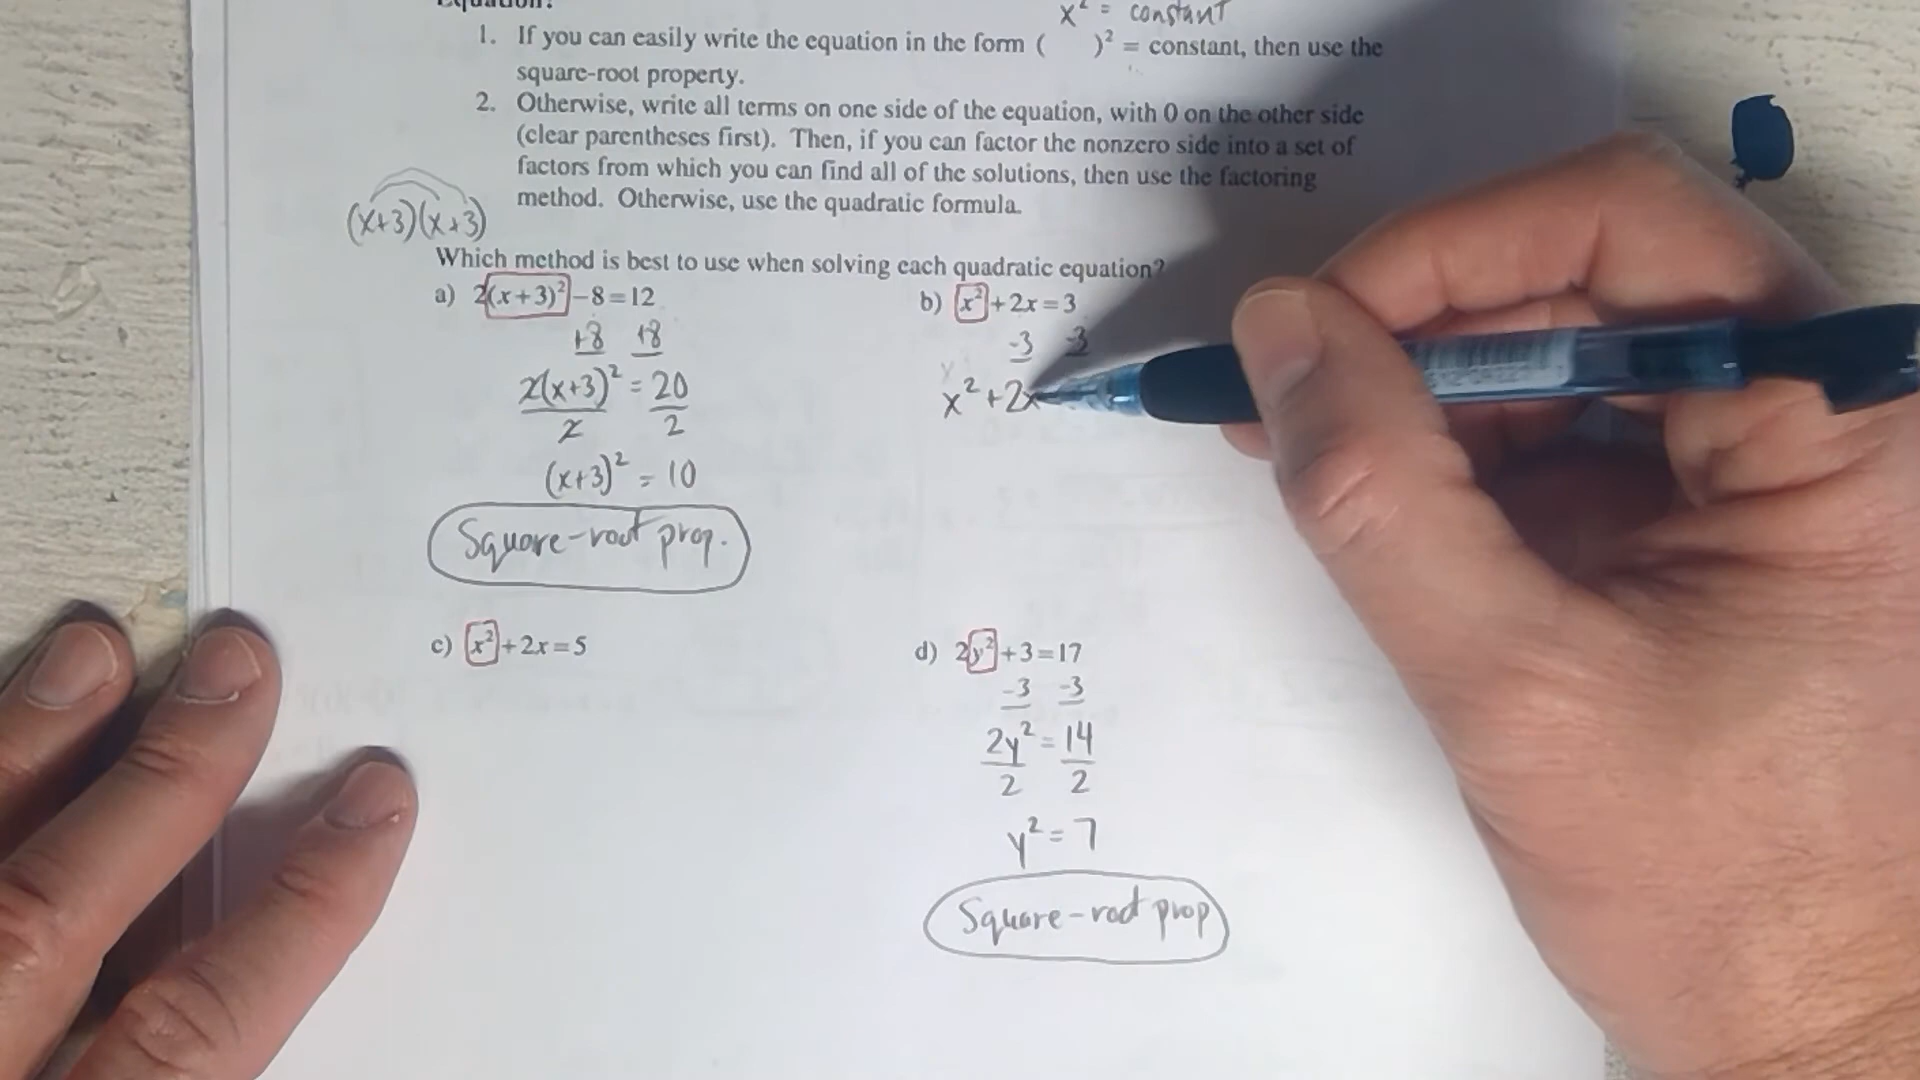 x² = constant
1. If you can easily write the equation in the form ( )² = constant, then use the
square-root property.
2. Otherwise, write all terms on one side of the equation, with 0 on the other side
(clear parentheses first). Then, if you can factor the nonzero side into a set of
factors from which you can find all of the solutions, then use the factoring
method. Otherwise, use the quadratic formula.
(x+3)(x+3)
Which method is best to use when solving each quadratic equation?
a) 2(x+3)²−8=12
+8 +8
2(x+3)² = 20
2 2
(x+3)² = 10
Square-root prop.
b) x²+2x=3
-3 -3
x²+2x
c) x²+2x=5
d) 2y²+3=17
-3 -3
2y² = 14
2 2
y² = 7
Square-root prop